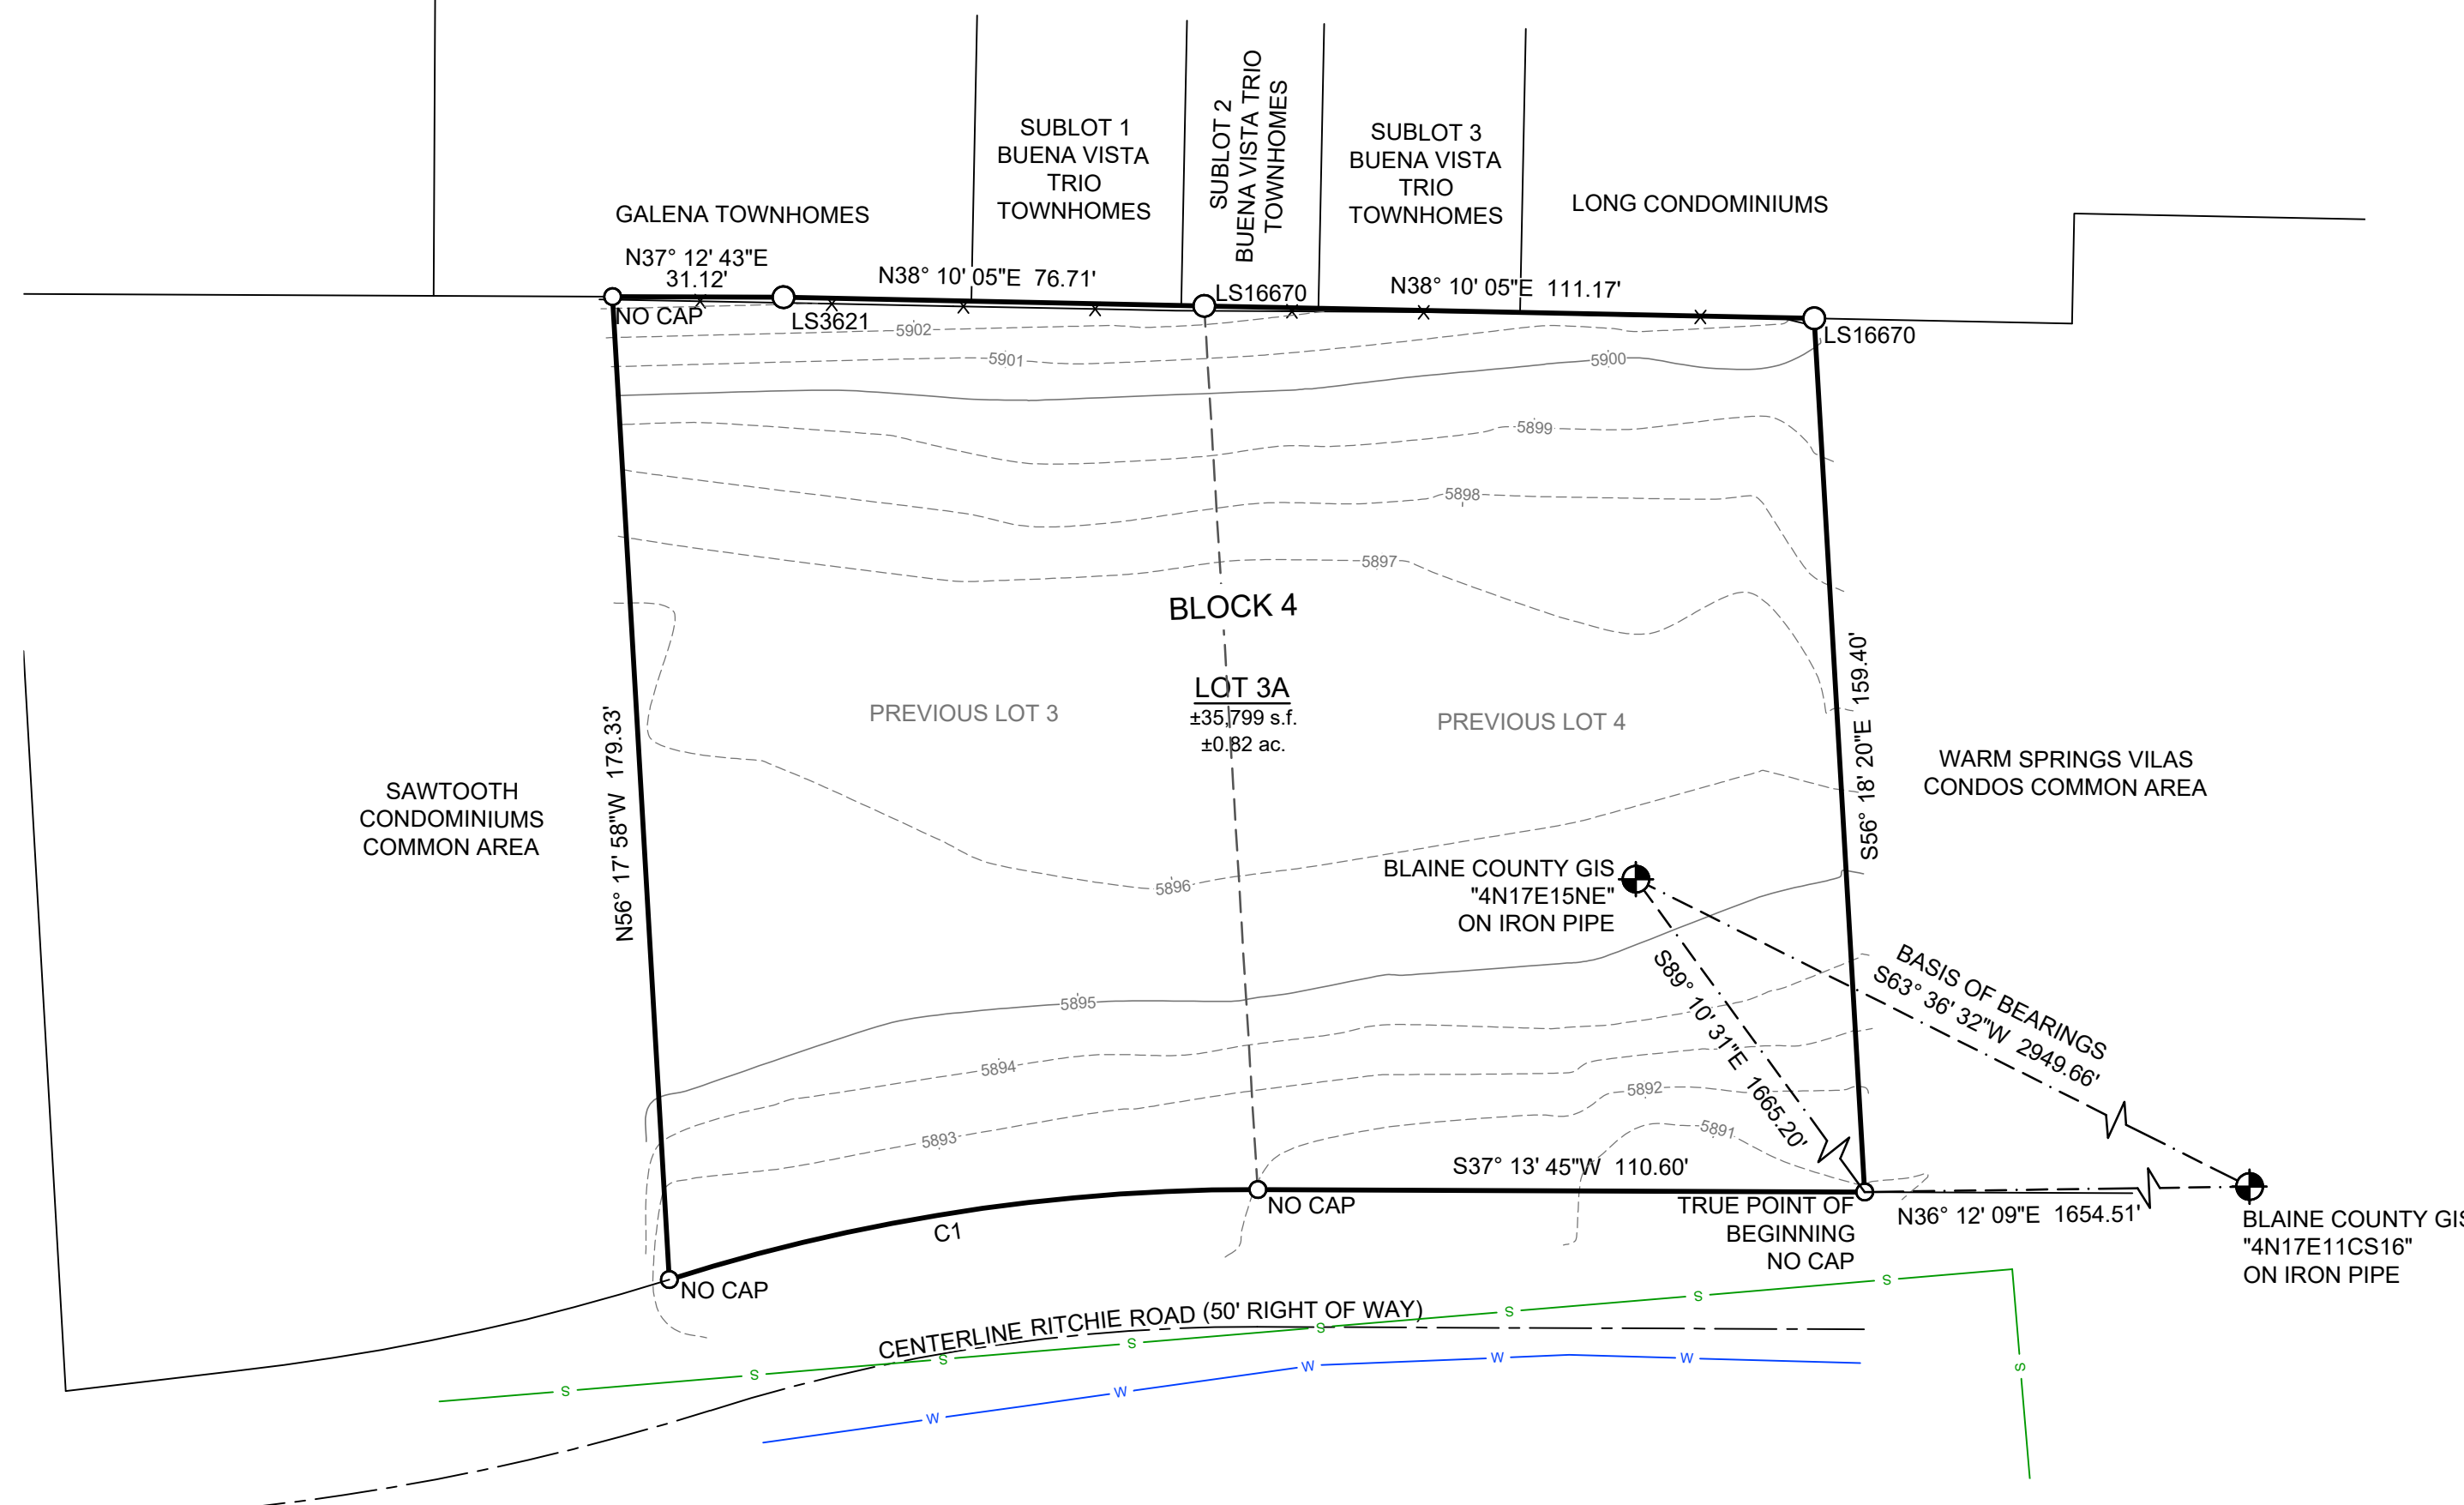 SUBLOT 1
BUENA VISTA
TRIO
TOWNHOMES
SUBLOT 2
BUENA VISTA TRIO
TOWNHOMES
SUBLOT 3
BUENA VISTA
TRIO
TOWNHOMES
GALENA TOWNHOMES
LONG CONDOMINIUMS
N37° 12' 43"E
31.12'
N38° 10' 05"E 76.71'
LS16670
N38° 10' 05"E 111.17'
NO CAP
LS3621
LS16670
5902
5901
5900
5899
5898
5897
BLOCK 4
LOT 3A
±35,799 s.f.
±0.82 ac.
PREVIOUS LOT 3
PREVIOUS LOT 4
N56° 17' 58"W 179.33'
S56° 18' 20"E 159.40'
SAWTOOTH
CONDOMINIUMS
COMMON AREA
WARM SPRINGS VILAS
CONDOS COMMON AREA
5896
BLAINE COUNTY GIS
"4N17E15NE"
ON IRON PIPE
S89° 10' 31"E 1665.20'
BASIS OF BEARINGS
S63° 36' 32"W 2949.66'
5895
5894
5893
5892
5891
S37° 13' 45"W 110.60'
NO CAP
TRUE POINT OF
BEGINNING
NO CAP
N36° 12' 09"E 1654.51'
BLAINE COUNTY GIS
"4N17E11CS16"
ON IRON PIPE
C1
NO CAP
CENTERLINE RITCHIE ROAD (50' RIGHT OF WAY)
S S S S S S S S S
W W W W W